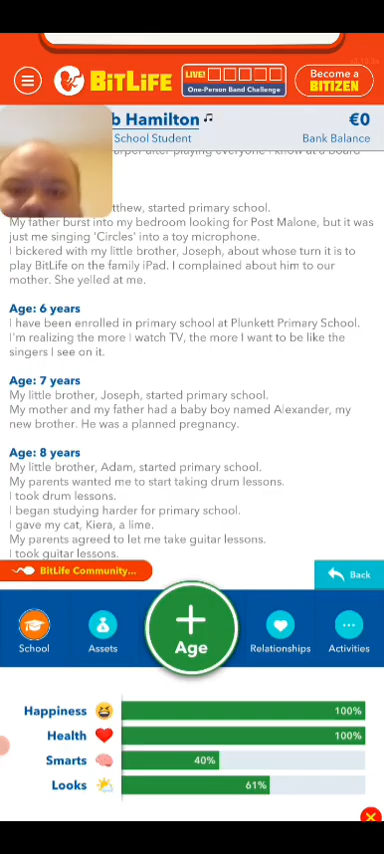 BITLIFE
LIVE!
One-Person Band Challenge
Become a
BITIZEN
b Hamilton
€0
School Student
Bank Balance
after playing everyone I know at a board
tthew, started primary school.
My father burst into my bedroom looking for Post Malone, but it was
just me singing 'Circles' into a toy microphone.
I bickered with my little brother, Joseph, about whose turn it is to
play BitLife on the family iPad. I complained about him to our
mother. She yelled at me.
Age: 6 years
I have been enrolled in primary school at Plunkett Primary School.
I'm realizing the more I watch TV, the more I want to be like the
singers I see on it.
Age: 7 years
My little brother, Joseph, started primary school.
My mother and my father had a baby boy named Alexander, my
new brother. He was a planned pregnancy.
Age: 8 years
My little brother, Adam, started primary school.
My parents wanted me to start taking drum lessons.
I took drum lessons.
I began studying harder for primary school.
I gave my cat, Kiera, a lime.
My parents agreed to let me take guitar lessons.
I took guitar lessons.
BitLife Community...
Back
School
Assets
Age
Relationships
Activities
Happiness 100%
Health 100%
Smarts 40%
Looks 61%